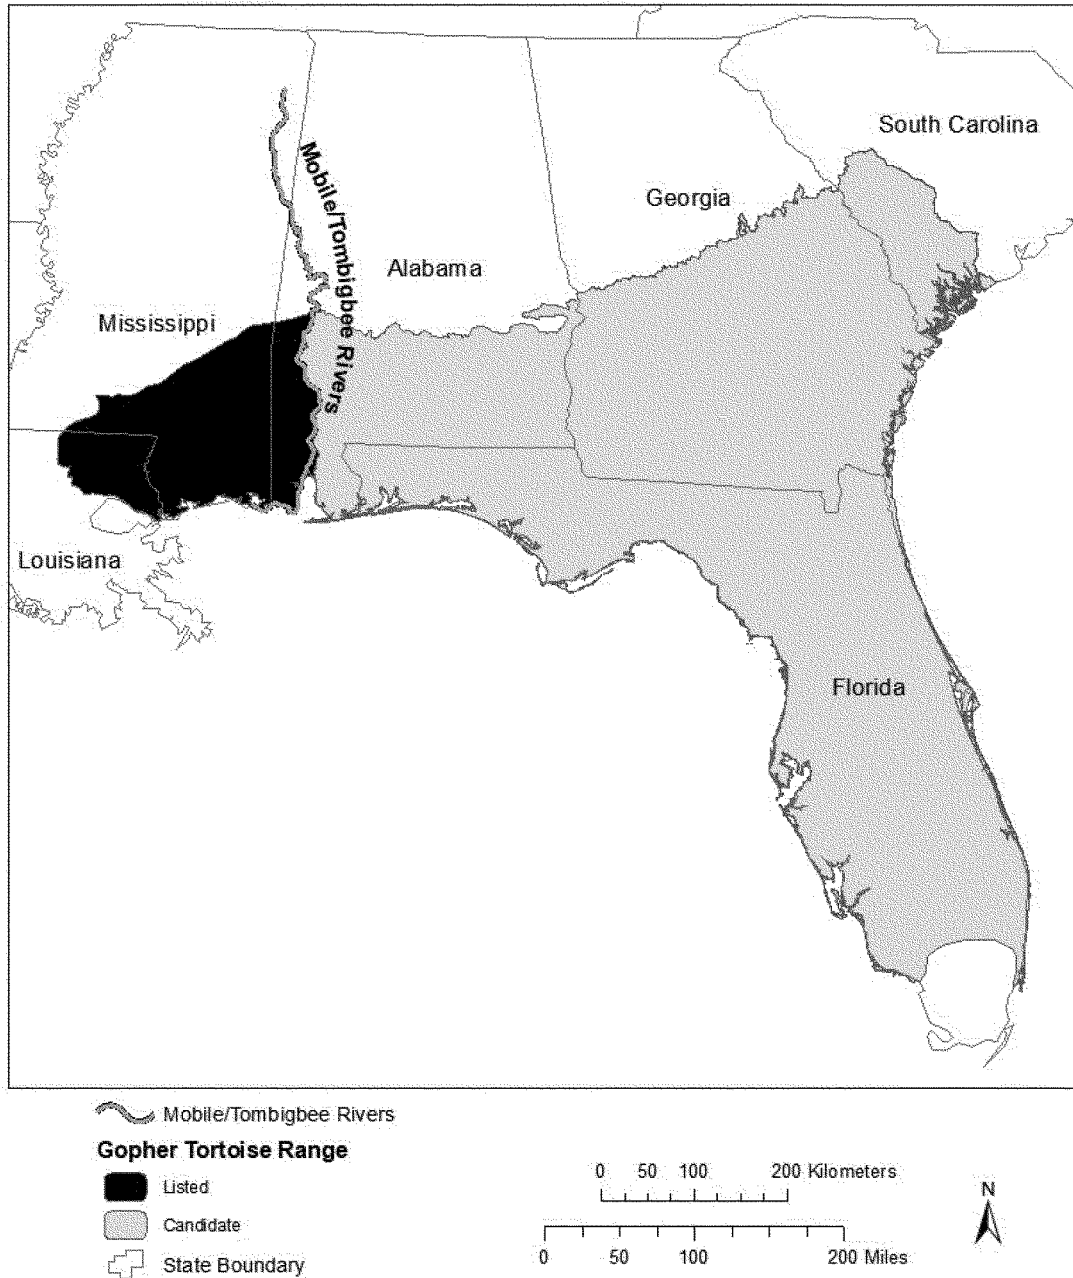 South Carolina
Georgia
Mobile/Tombigbee Rivers
Alabama
Mississippi
Louisiana
Florida
Mobile/Tombigbee Rivers
Gopher Tortoise Range
Listed
Candidate
State Boundary
0 50 100 200 Kilometers
0 50 100 200 Miles
N